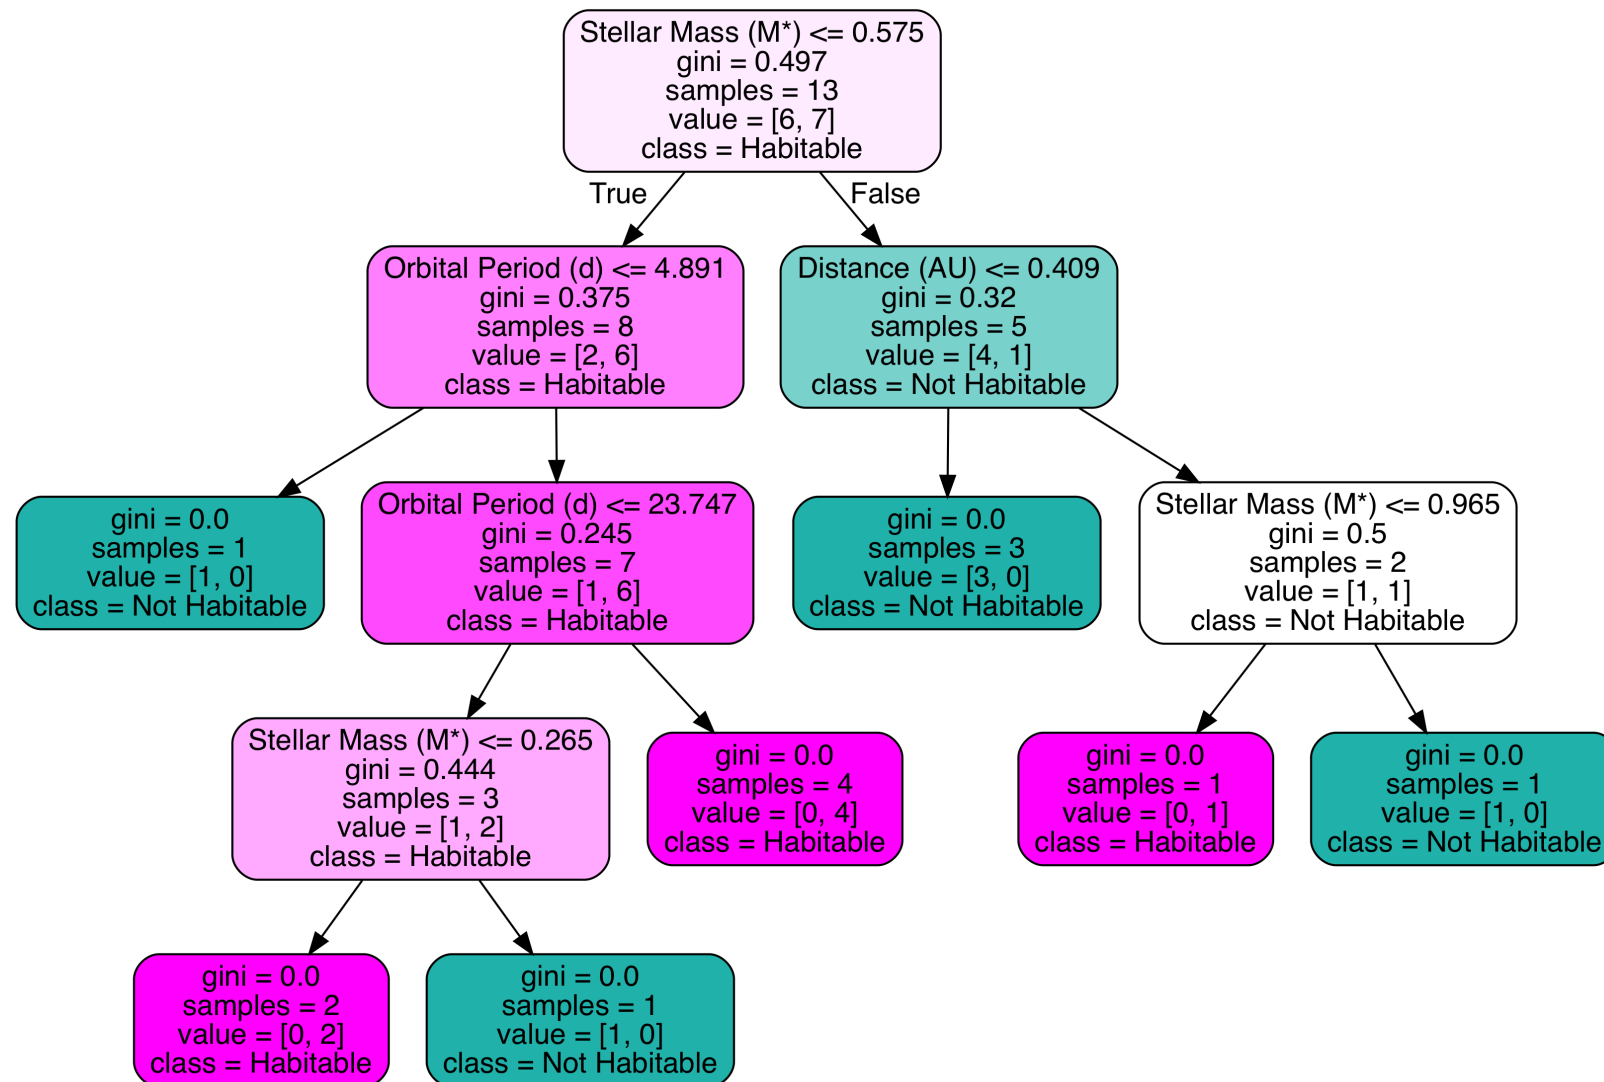 Stellar Mass (M*) <= 0.575
gini = 0.497
samples = 13
value = [6, 7]
class = Habitable
True
False
Orbital Period (d) <= 4.891
gini = 0.375
samples = 8
value = [2, 6]
class = Habitable
Distance (AU) <= 0.409
gini = 0.32
samples = 5
value = [4, 1]
class = Not Habitable
gini = 0.0
samples = 1
value = [1, 0]
class = Not Habitable
Orbital Period (d) <= 23.747
gini = 0.245
samples = 7
value = [1, 6]
class = Habitable
gini = 0.0
samples = 3
value = [3, 0]
class = Not Habitable
Stellar Mass (M*) <= 0.965
gini = 0.5
samples = 2
value = [1, 1]
class = Not Habitable
Stellar Mass (M*) <= 0.265
gini = 0.444
samples = 3
value = [1, 2]
class = Habitable
gini = 0.0
samples = 4
value = [0, 4]
class = Habitable
gini = 0.0
samples = 1
value = [0, 1]
class = Habitable
gini = 0.0
samples = 1
value = [1, 0]
class = Not Habitable
gini = 0.0
samples = 2
value = [0, 2]
class = Habitable
gini = 0.0
samples = 1
value = [1, 0]
class = Not Habitable